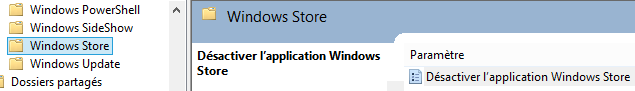 Windows PowerShell
Windows SideShow
Windows Store
Windows Update
Dossiers partagés
Windows Store
Désactiver l'application Windows
Store
Paramètre
Désactiver l'application Windows Store